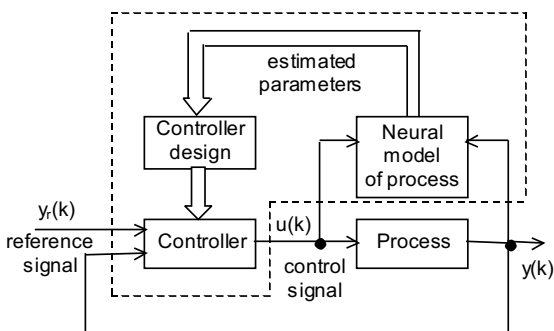 estimated
parameters
Controller
design
Neural
model
of process
yᵣ(k)
reference
signal
Controller
u(k)
control
signal
Process
y(k)